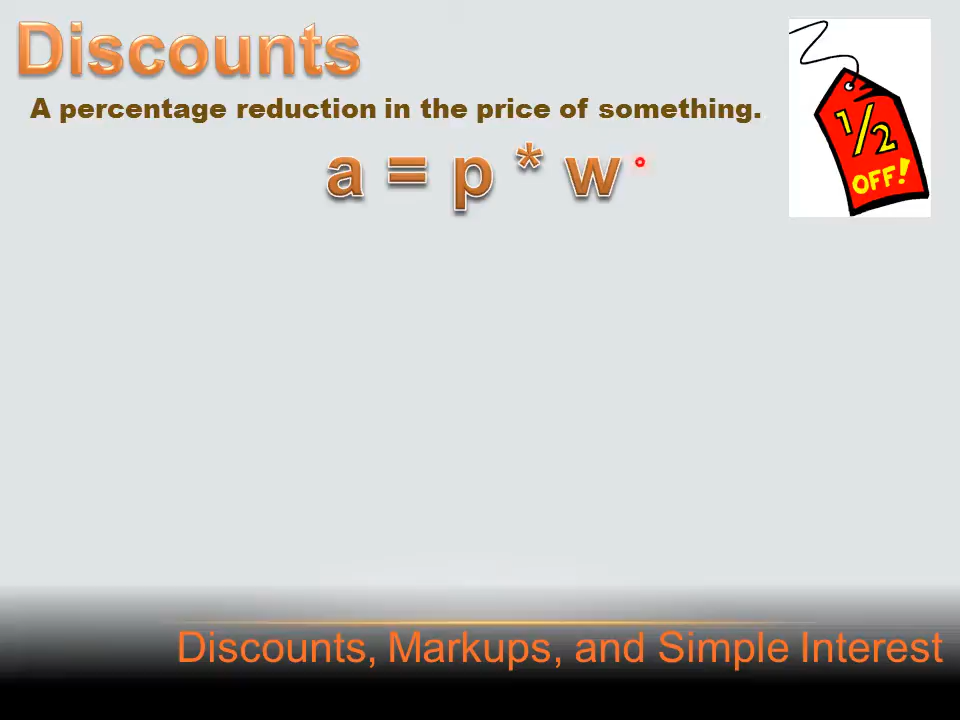 Discounts
A percentage reduction in the price of something.
a = p * w
1/2
OFF!
Discounts, Markups, and Simple Interest